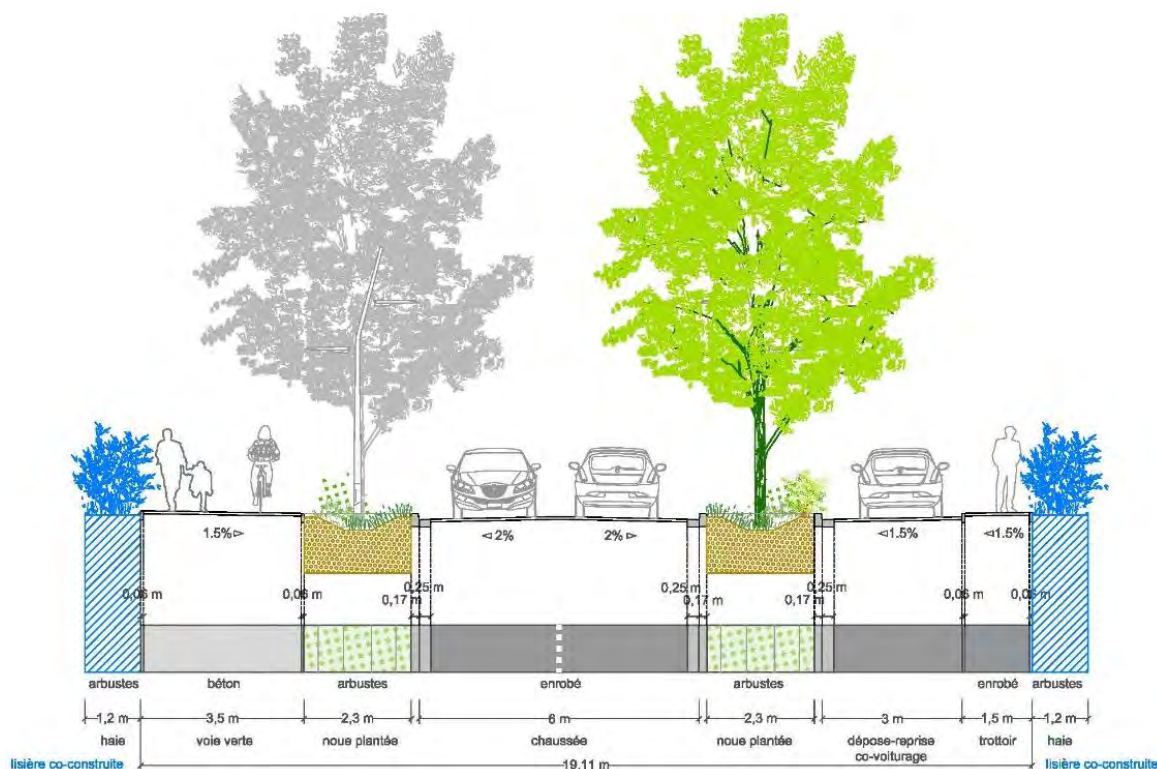 1.5%
2%
2%
1.5%
1.5%
0,06 m
0,06 m
0,25 m
0,17 m
0,25 m
0,17 m
0,25 m
0,17 m
0,06 m
0,06 m
arbustes béton arbustes enrobé arbustes enrobé arbustes
1,2 m 3,5 m 2,3 m 6 m 2,3 m 3 m 1,5 m 1,2 m
haie voie verte noue plantée chaussée noue plantée dépose-reprise trottoir haie
co-voiturage
lisière co-construite 19,11 m lisière co-construite